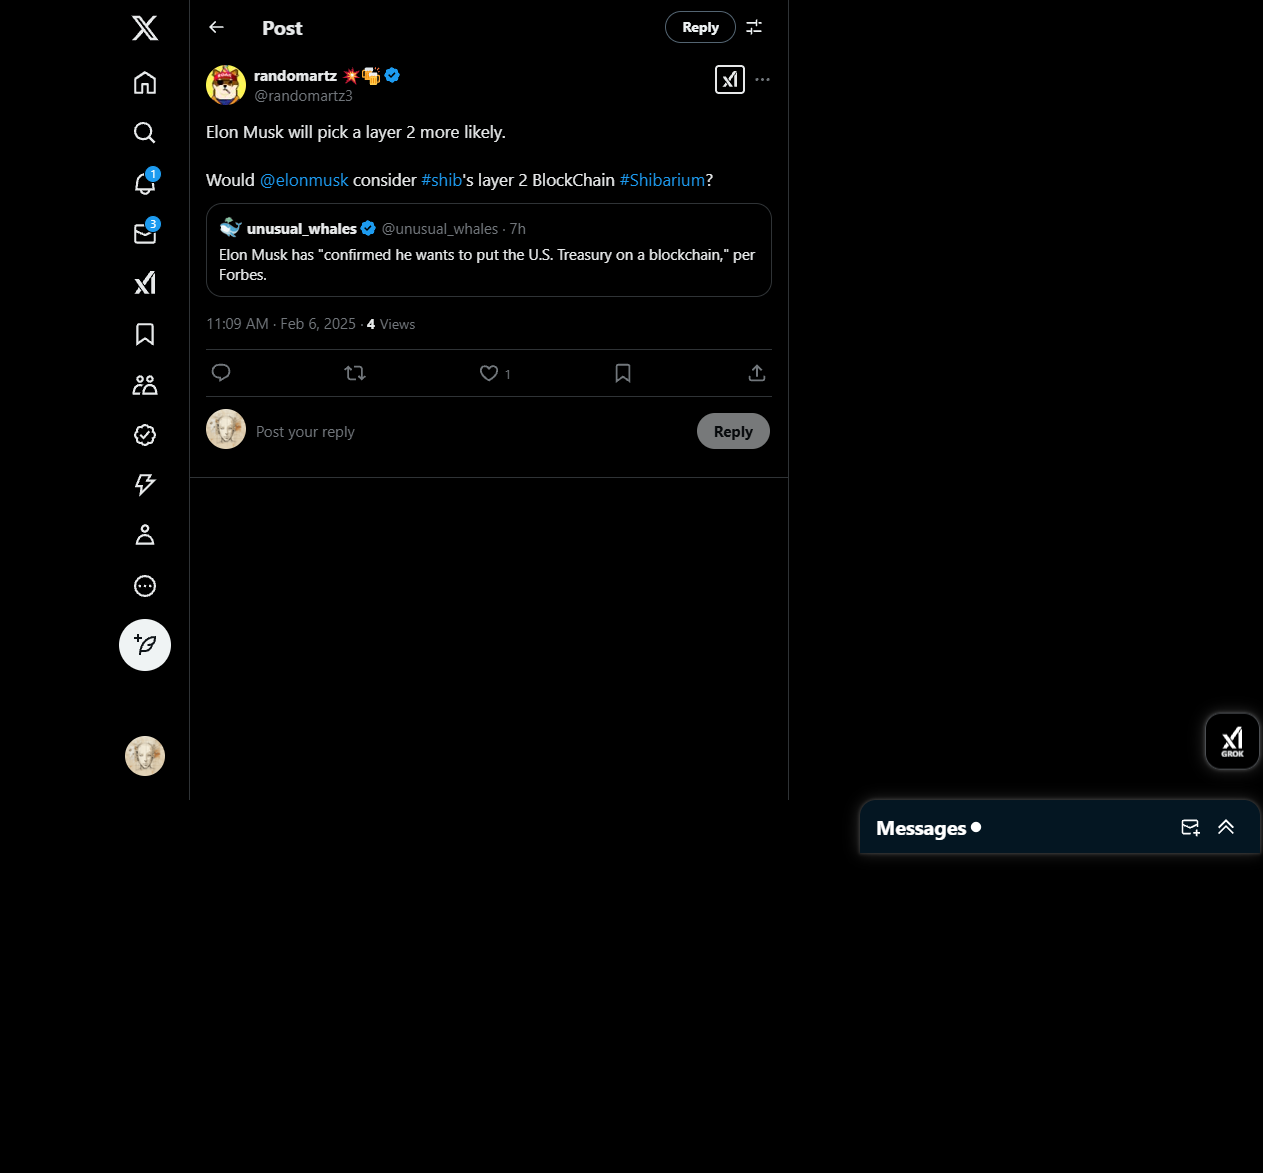 Post
Reply
randomartz 💥🍻
@randomartz3
Elon Musk will pick a layer 2 more likely.
Would @elonmusk consider #shib's layer 2 BlockChain #Shibarium?
unusual_whales @unusual_whales · 7h
Elon Musk has "confirmed he wants to put the U.S. Treasury on a blockchain," per
Forbes.
11:09 AM · Feb 6, 2025 · 4 Views
1
Post your reply
Reply
1
3
GROK
Messages